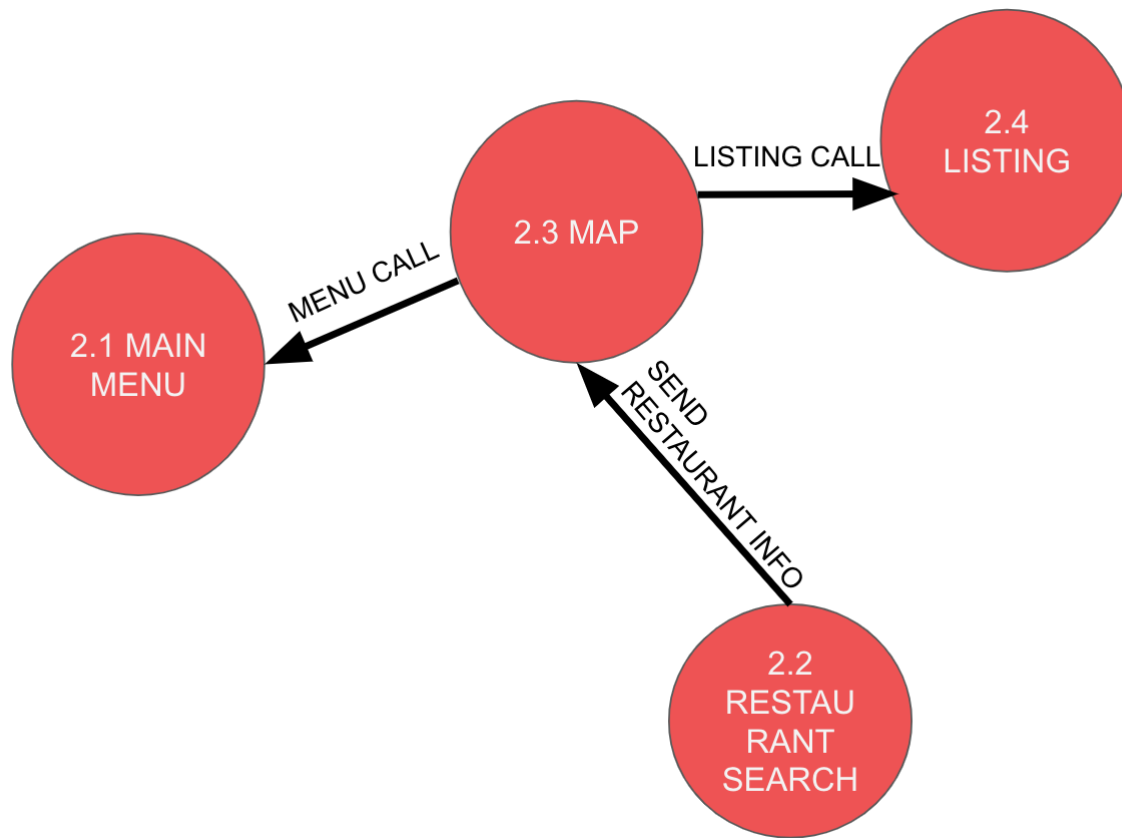 2.4
LISTING
LISTING CALL
2.3 MAP
MENU CALL
2.1 MAIN
MENU
SEND
RESTAURANT INFO
2.2
RESTAU
RANT
SEARCH